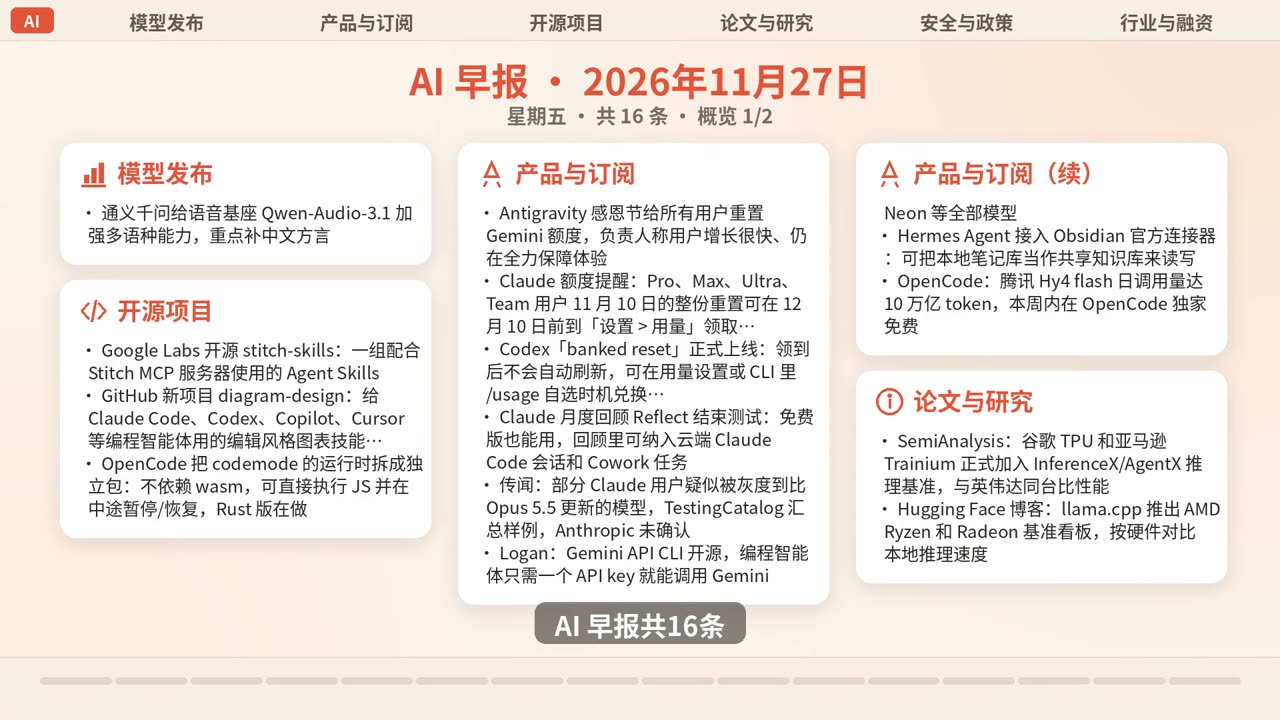 AI
模型发布
产品与订阅
开源项目
论文与研究
安全与政策
行业与融资
AI 早报 · 2026年11月27日
星期五 · 共 16 条 · 概览 1/2
模型发布
· 通义千问给语音基座 Qwen-Audio-3.1 加
强多语种能力，重点补中文方言
开源项目
· Google Labs 开源 stitch-skills：一组配合
Stitch MCP 服务器使用的 Agent Skills
· GitHub 新项目 diagram-design：给
Claude Code、Codex、Copilot、Cursor
等编程智能体用的编辑风格图表技能…
· OpenCode 把 codemode 的运行时拆成独
立包：不依赖 wasm，可直接执行 JS 并在
中途暂停/恢复，Rust 版在做
产品与订阅
· Antigravity 感恩节给所有用户重置
Gemini 额度，负责人称用户增长很快、仍
在全力保障体验
· Claude 额度提醒：Pro、Max、Ultra、
Team 用户 11 月 10 日的整份重置可在 12
月 10 日前到「设置 > 用量」领取…
· Codex「banked reset」正式上线：领到
后不会自动刷新，可在用量设置或 CLI 里
/usage 自选时机兑换…
· Claude 月度回顾 Reflect 结束测试：免费
版也能用，回顾里可纳入云端 Claude
Code 会话和 Cowork 任务
· 传闻：部分 Claude 用户疑似被灰度到比
Opus 5.5 更新的模型，TestingCatalog 汇
总样例，Anthropic 未确认
· Logan：Gemini API CLI 开源，编程智能
体只需一个 API key 就能调用 Gemini
产品与订阅（续）
Neon 等全部模型
· Hermes Agent 接入 Obsidian 官方连接器
：可把本地笔记库当作共享知识库来读写
· OpenCode：腾讯 Hy4 flash 日调用量达
10 万亿 token，本周内在 OpenCode 独家
免费
论文与研究
· SemiAnalysis：谷歌 TPU 和亚马逊
Trainium 正式加入 InferenceX/AgentX 推
理基准，与英伟达同台比性能
· Hugging Face 博客：llama.cpp 推出 AMD
Ryzen 和 Radeon 基准看板，按硬件对比
本地推理速度
AI 早报共16条